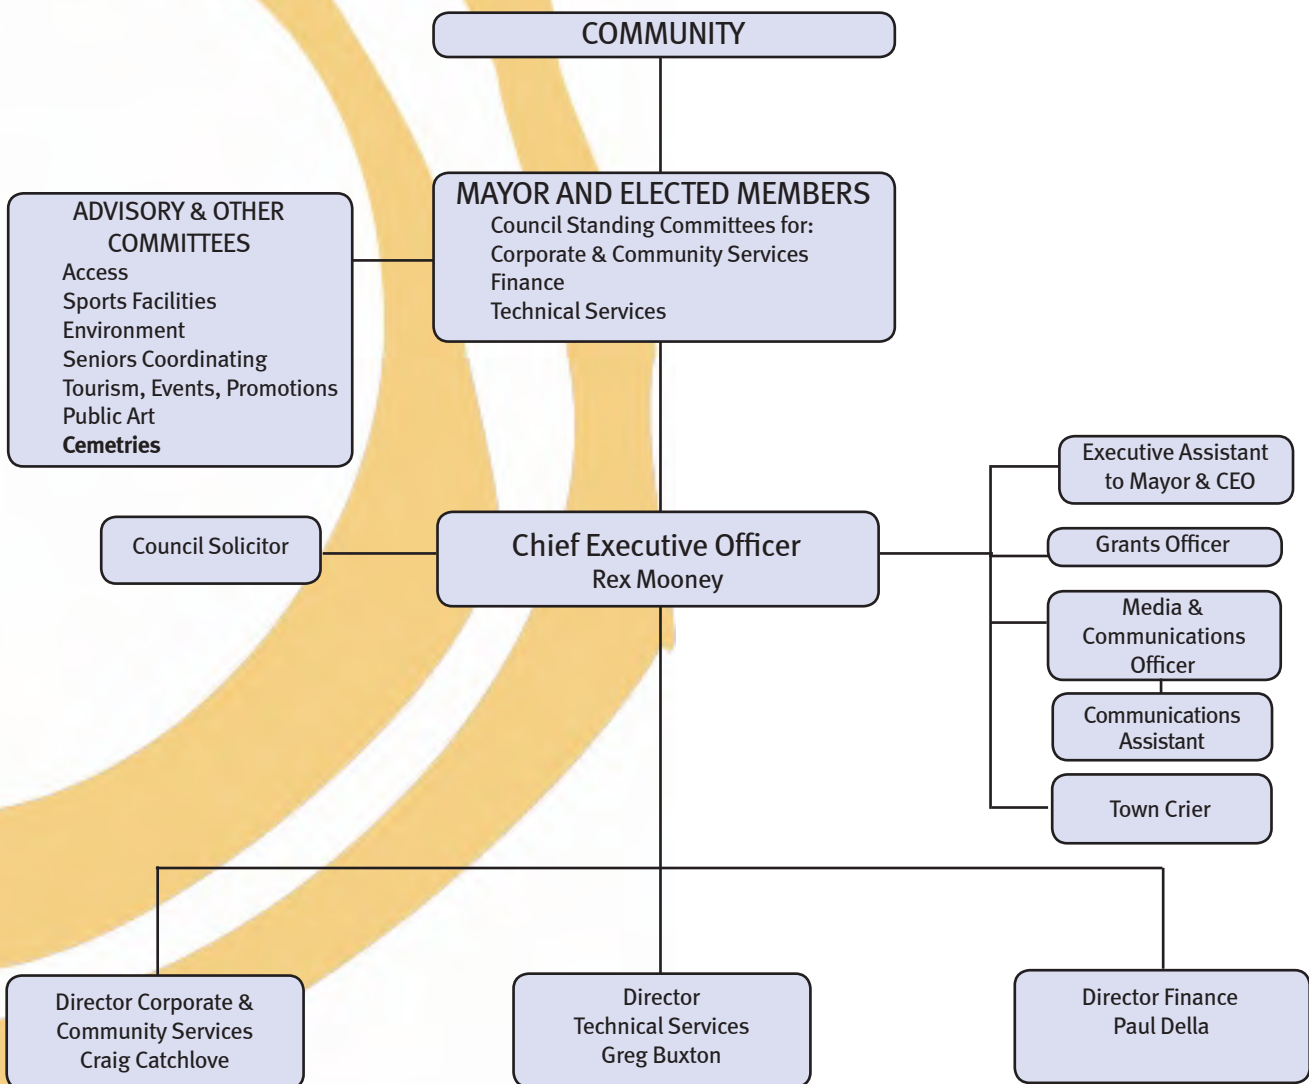 COMMUNITY
MAYOR AND ELECTED MEMBERS
Council Standing Committees for:
Corporate & Community Services
Finance
Technical Services
ADVISORY & OTHER
COMMITTEES
Access
Sports Facilities
Environment
Seniors Coordinating
Tourism, Events, Promotions
Public Art
Cemetries
Council Solicitor
Chief Executive Officer
Rex Mooney
Executive Assistant
to Mayor & CEO
Grants Officer
Media &
Communications
Officer
Communications
Assistant
Town Crier
Director Corporate &
Community Services
Craig Catchlove
Director
Technical Services
Greg Buxton
Director Finance
Paul Della